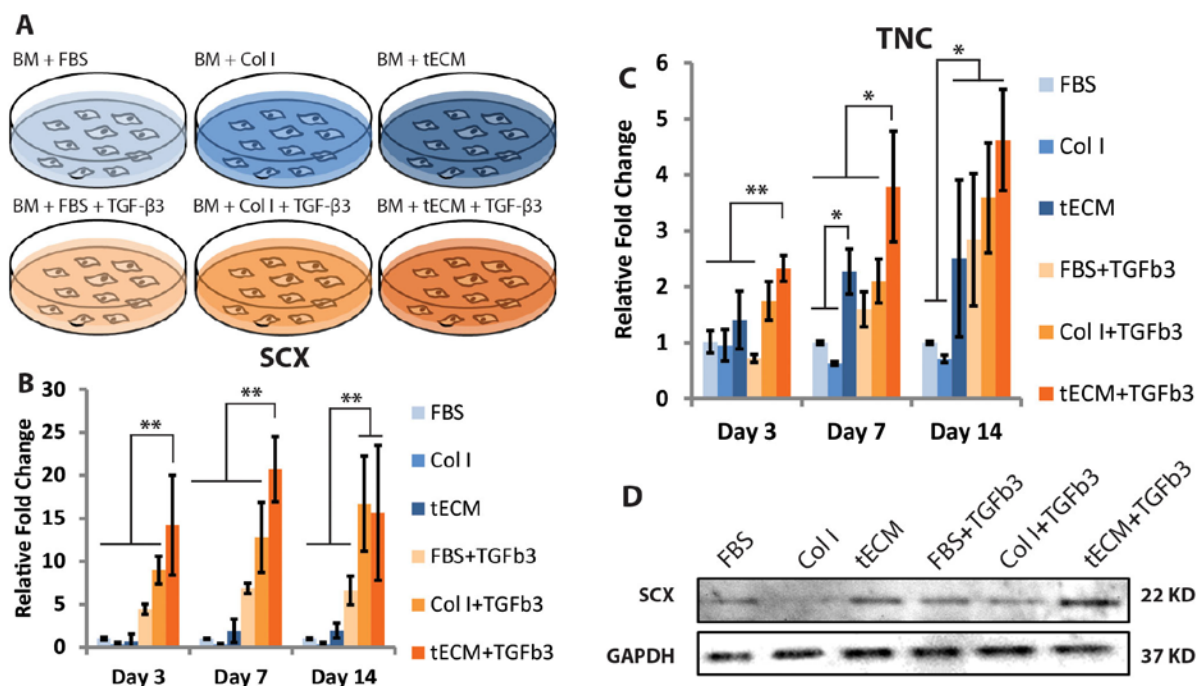 A
BM + FBS
BM + Col I
BM + tECM
BM + FBS + TGF-β3
BM + Col I + TGF-β3
BM + tECM + TGF-β3
SCX
B
Relative Fold Change
30
25
20
15
10
5
0
**
**
**
Day 3
Day 7
Day 14
FBS
Col I
tECM
FBS+TGFb3
Col I+TGFb3
tECM+TGFb3
TNC
C
Relative Fold Change
6
5
4
3
2
1
0
**
*
*
*
Day 3
Day 7
Day 14
FBS
Col I
tECM
FBS+TGFb3
Col I+TGFb3
tECM+TGFb3
D
FBS
Col I
tECM
FBS+TGFb3
Col I+TGFb3
tECM+TGFb3
SCX
22 KD
GAPDH
37 KD